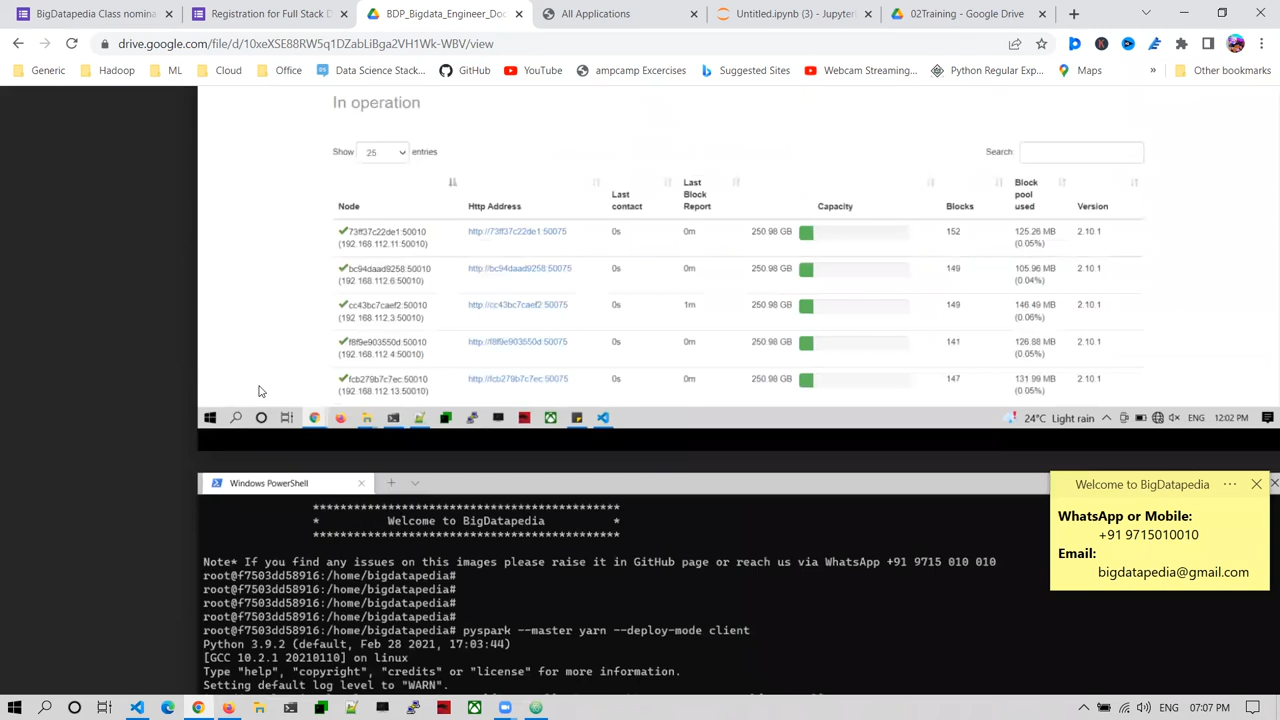 BigDatapedia Class nomina
Registration for Full Stack D
BDP_Bigdata_Engineer_Doc
All Applications
Untitled.ipynb (3) - Jupyterl
02Training - Google Drive
drive.google.com/file/d/10xeXSE88RW5q1DZabLiBga2VH1Wk-WBV/view
Generic Hadoop ML Cloud Office Data Science Stack... GitHub YouTube ampcamp Excercises Suggested Sites Webcam Streaming... Python Regular Exp... Maps » Other bookmarks
In operation
Show 25 entries Search:
Node Http Address Last contact Last Block Report Capacity Blocks Block pool used Version
73ff37c22de1:50010 http://73ff37c22de1:50075 0s 0m 250.98 GB 152 125.26 MB 2.10.1
(192.168.112.11:50010) (0.05%)
bc94daad9258:50010 http://bc94daad9258:50075 0s 0m 250.98 GB 149 105.96 MB 2.10.1
(192.168.112.6:50010) (0.04%)
cc43bc7caef2:50010 http://cc43bc7caef2:50075 0s 1m 250.98 GB 149 146.49 MB 2.10.1
(192.168.112.3:50010) (0.06%)
f8f9e903550d:50010 http://f8f9e903550d:50075 0s 0m 250.98 GB 141 126.88 MB 2.10.1
(192.168.112.4:50010) (0.05%)
fcb279b7c7ec:50010 http://fcb279b7c7ec:50075 0s 0m 250.98 GB 147 131.99 MB 2.10.1
(192.168.112.13:50010) (0.05%)
24°C Light rain ENG 12:02 PM
Windows PowerShell
********************************************
* Welcome to BigDatapedia *
********************************************
Note* If you find any issues on this images please raise it in GitHub page or reach us via WhatsApp +91 9715 010 010
root@f7503dd58916:/home/bigdatapedia#
root@f7503dd58916:/home/bigdatapedia#
root@f7503dd58916:/home/bigdatapedia#
root@f7503dd58916:/home/bigdatapedia#
root@f7503dd58916:/home/bigdatapedia# pyspark --master yarn --deploy-mode client
Python 3.9.2 (default, Feb 28 2021, 17:03:44)
[GCC 10.2.1 20210110] on linux
Type "help", "copyright", "credits" or "license" for more information.
Setting default log level to "WARN".
Welcome to BigDatapedia
WhatsApp or Mobile:
+91 9715010010
Email:
bigdatapedia@gmail.com
ENG 07:07 PM